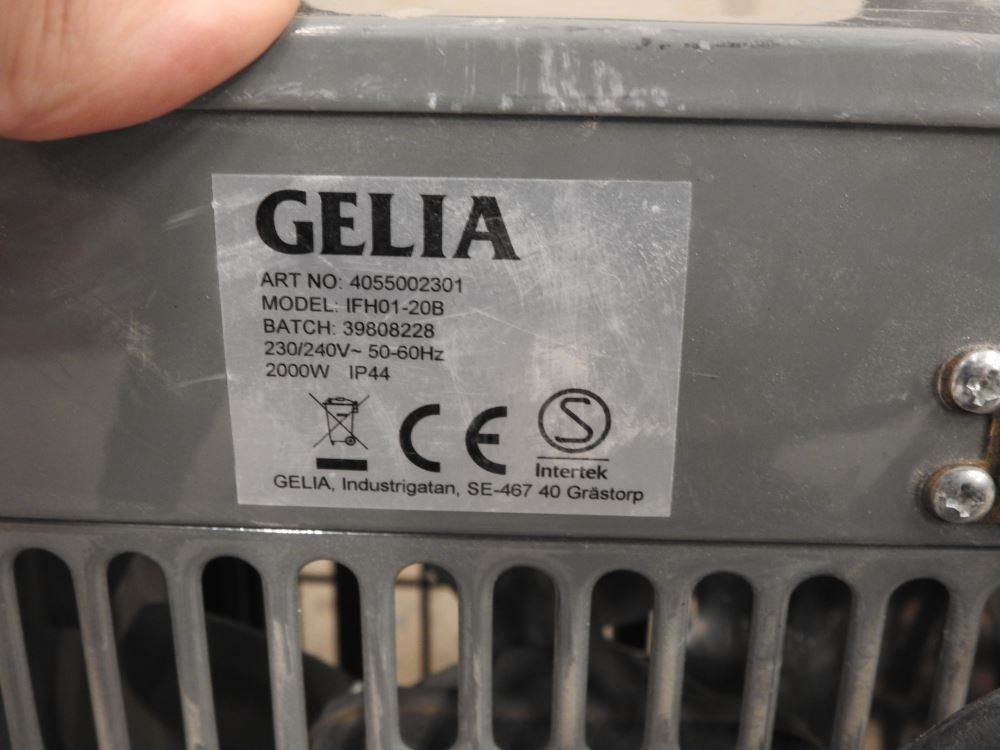 GELIA
ART NO: 4055002301
MODEL: IFH01-20B
BATCH: 39808228
230/240V~ 50-60Hz
2000W IP44
CE S
Intertek
GELIA, Industrigatan, SE-467 40 Grästorp